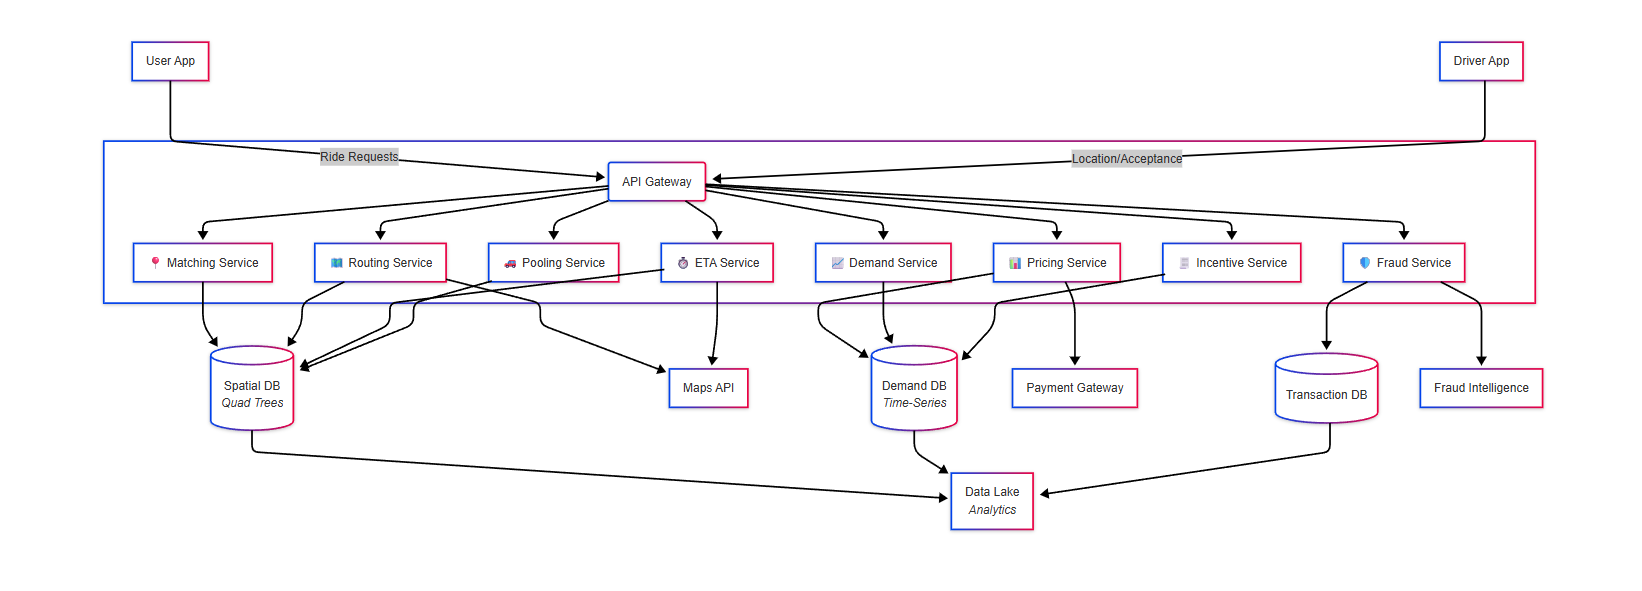 User App
Driver App
Ride Requests
Location/Acceptance
API Gateway
Matching Service
Routing Service
Pooling Service
ETA Service
Demand Service
Pricing Service
Incentive Service
Fraud Service
Spatial DB
Quad Trees
Maps API
Demand DB
Time-Series
Payment Gateway
Transaction DB
Fraud Intelligence
Data Lake
Analytics